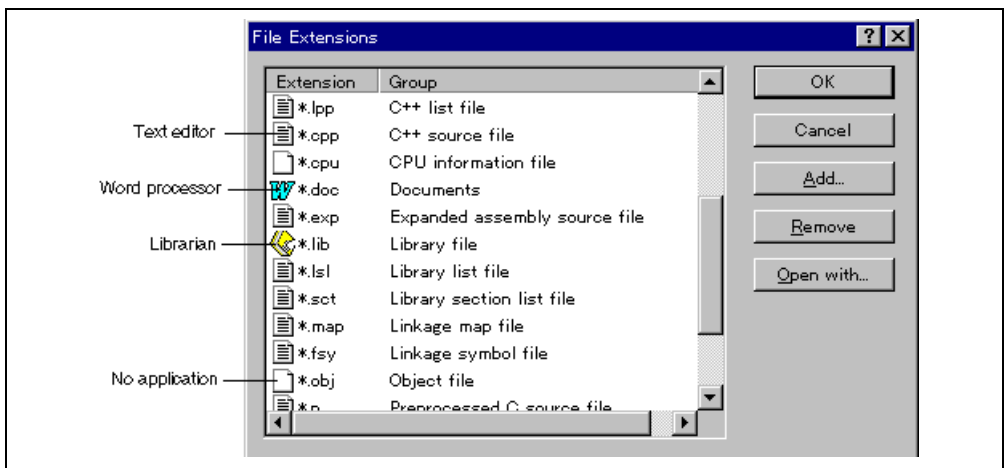 File Extensions
Extension Group
*.lpp C++ list file
Text editor *.cpp C++ source file
*.cpu CPU information file
Word processor *.doc Documents
*.exp Expanded assembly source file
Librarian *.lib Library file
*.lsl Library list file
*.sct Library section list file
*.map Linkage map file
*.fsy Linkage symbol file
No application *.obj Object file
*.p Preprocessed C source file
OK
Cancel
Add...
Remove
Open with...